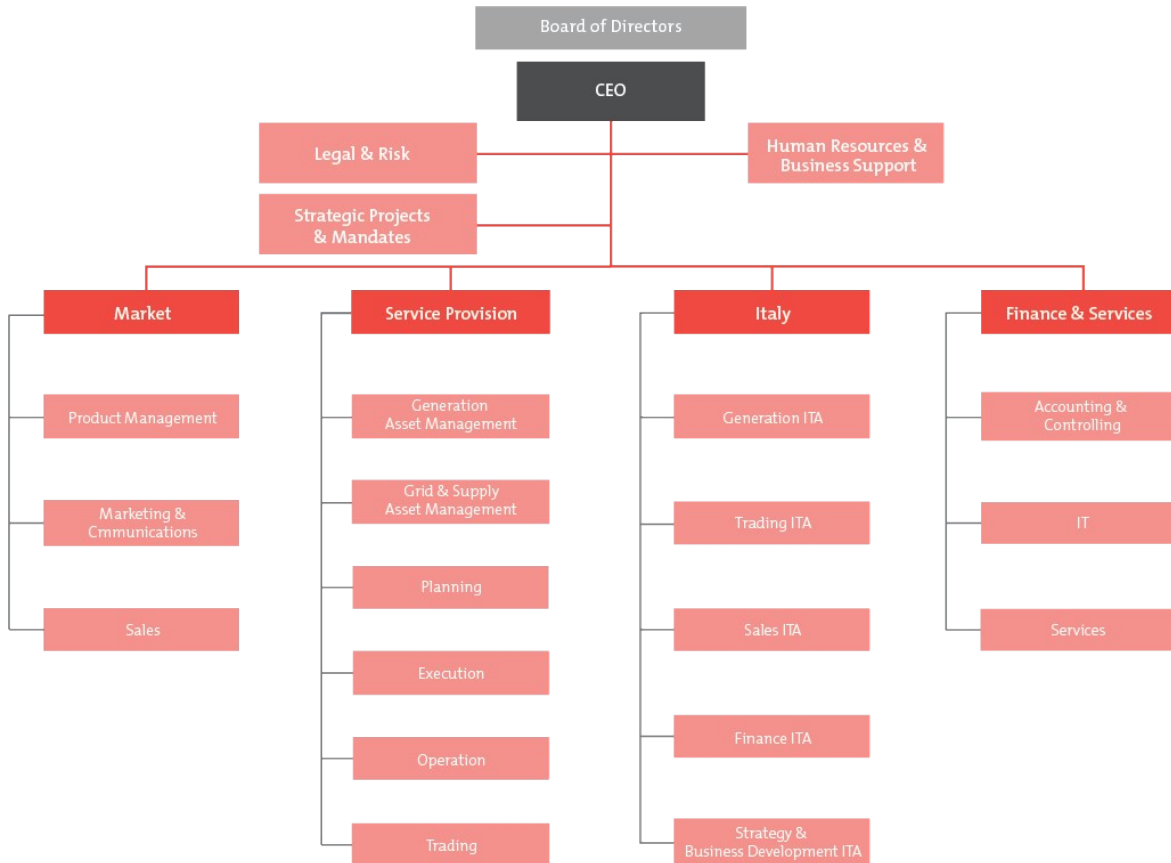 Board of Directors
CEO
Legal & Risk
Human Resources &
Business Support
Strategic Projects
& Mandates
Market
Service Provision
Italy
Finance & Services
Product Management
Generation
Asset Management
Generation ITA
Accounting &
Controlling
Marketing &
Cmmunications
Grid & Supply
Asset Management
Trading ITA
IT
Planning
Sales
Sales ITA
Services
Execution
Finance ITA
Operation
Trading
Strategy &
Business Development ITA